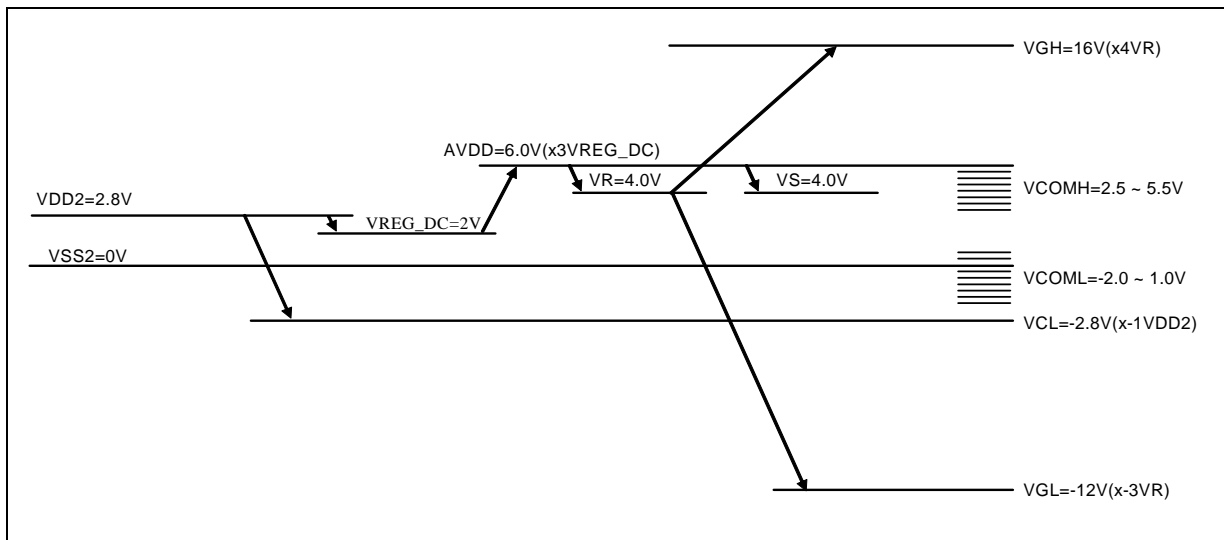 VGH=16V(x4VR)
AVDD=6.0V(x3VREG_DC)
VR=4.0V
VS=4.0V
VCOMH=2.5 ~ 5.5V
VDD2=2.8V
VREG_DC=2V
VSS2=0V
VCOML=-2.0 ~ 1.0V
VCL=-2.8V(x-1VDD2)
VGL=-12V(x-3VR)